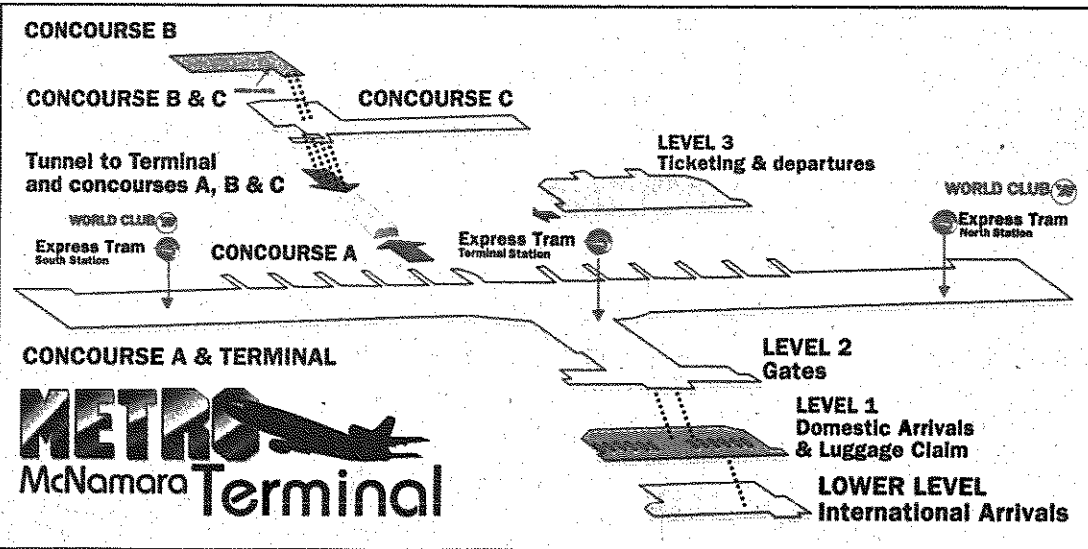 CONCOURSE B
CONCOURSE B & C
CONCOURSE C
Tunnel to Terminal
and concourses A, B & C
LEVEL 3
Ticketing & departures
WORLD CLUB
Express Tram
South Station
CONCOURSE A
Express Tram
Terminal Station
WORLD CLUB
Express Tram
North Station
CONCOURSE A & TERMINAL
LEVEL 2
Gates
LEVEL 1
Domestic Arrivals
& Luggage Claim
LOWER LEVEL
International Arrivals
METRO
McNamara Terminal